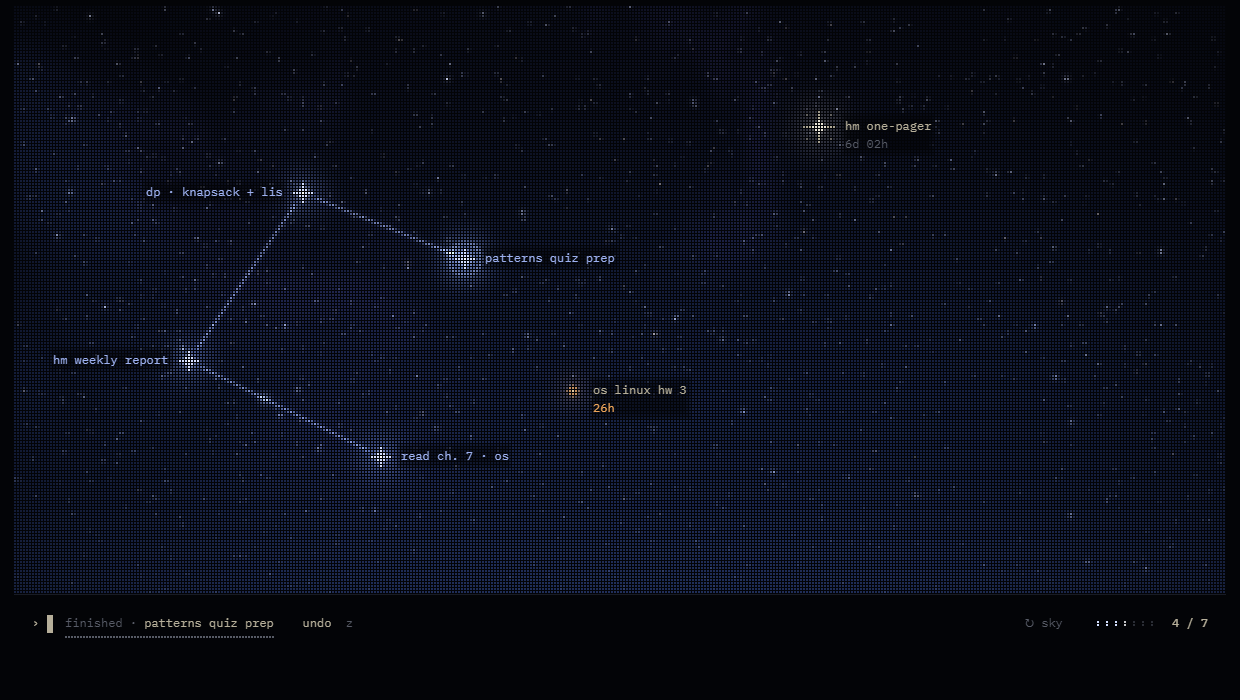 hm one-pager
6d 02h
dp · knapsack + lis
patterns quiz prep
hm weekly report
os linux hw 3
26h
read ch. 7 · os
› finished · patterns quiz prep undo z
↻ sky 4 / 7